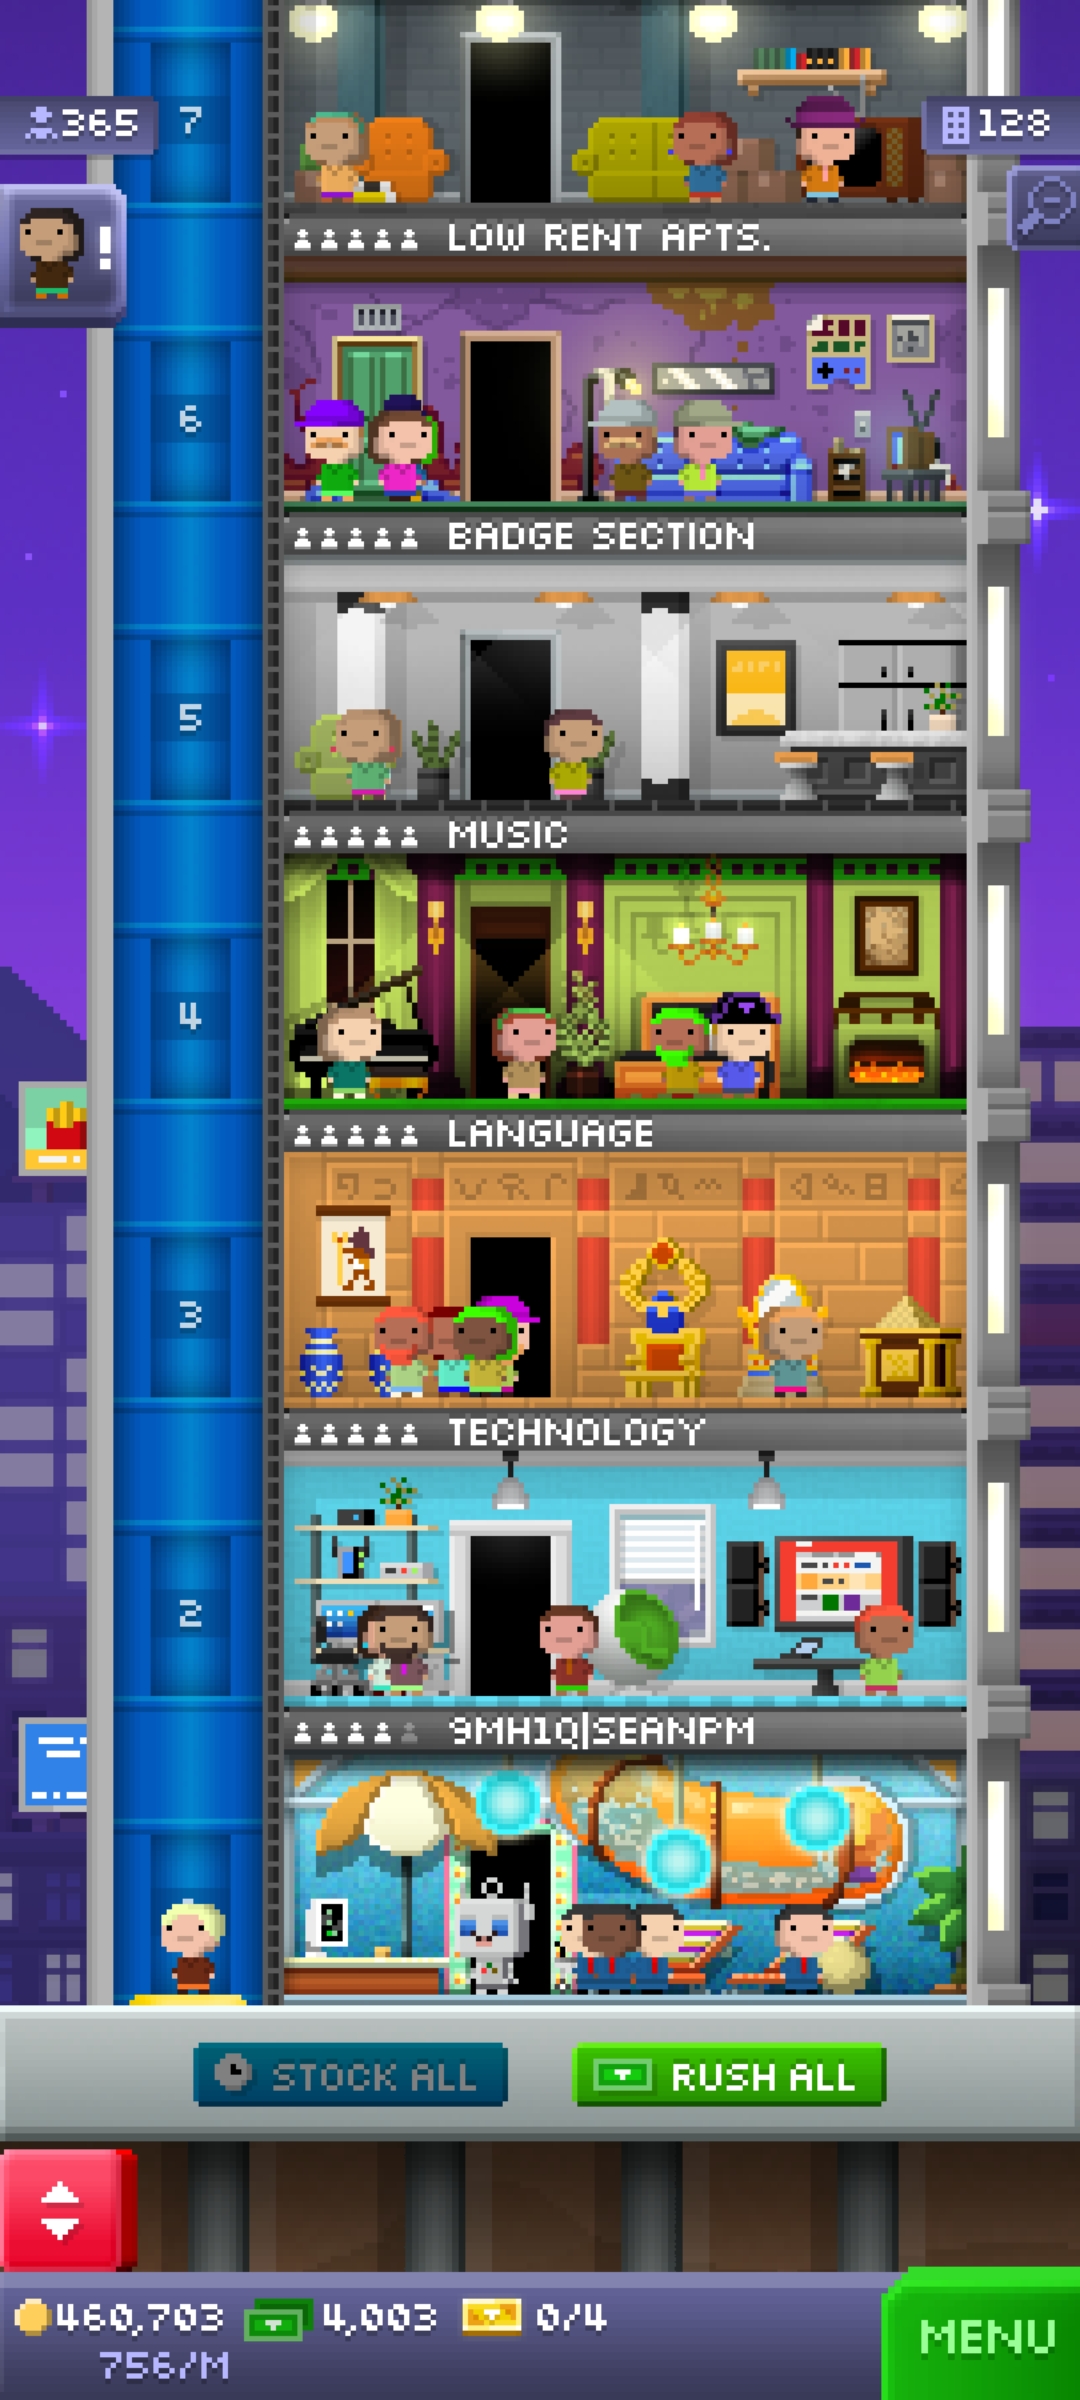 7
365
128
!
LOW RENT APTS.
6
BADGE SECTION
5
MUSIC
4
LANGUAGE
3
TECHNOLOGY
2
9MH1Q|SEANPM
STOCK ALL
RUSH ALL
460,703
4,003
0/4
756/M
MENU